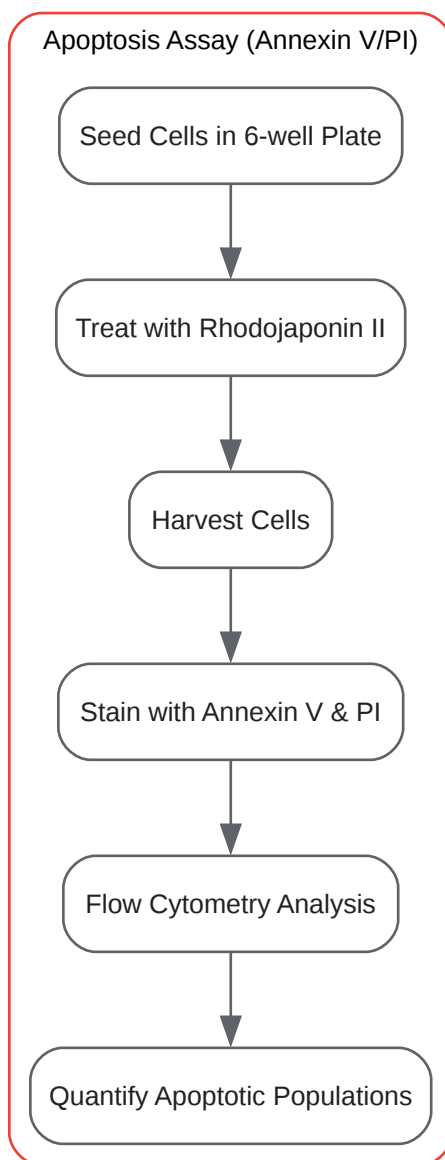 Apoptosis Assay (Annexin V/PI)
Seed Cells in 6-well Plate
Treat with Rhodojaponin II
Harvest Cells
Stain with Annexin V & PI
Flow Cytometry Analysis
Quantify Apoptotic Populations